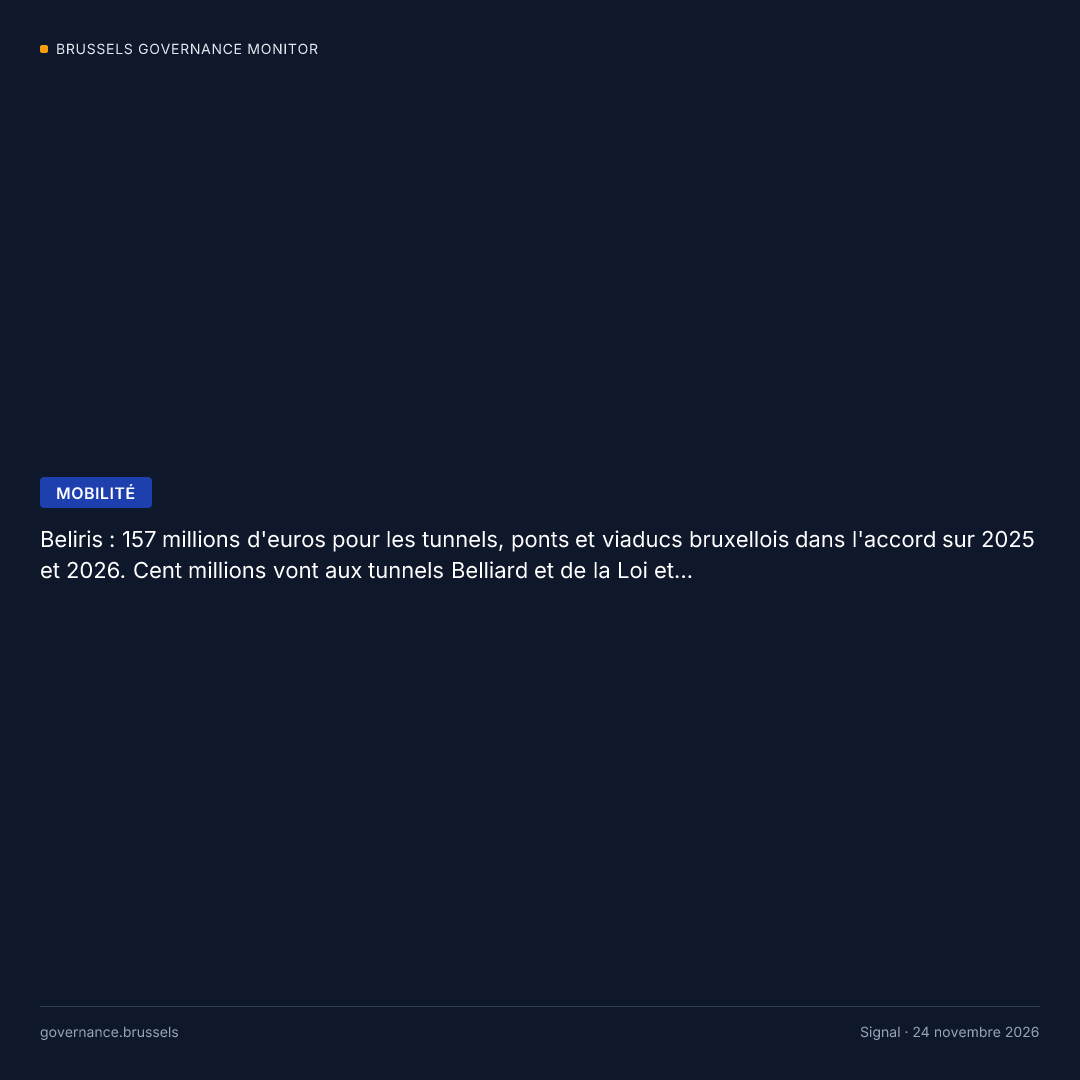 BRUSSELS GOVERNANCE MONITOR
MOBILITÉ
Beliris : 157 millions d'euros pour les tunnels, ponts et viaducs bruxellois dans l'accord sur 2025
et 2026. Cent millions vont aux tunnels Belliard et de la Loi et...
governance.brussels
Signal · 24 novembre 2026